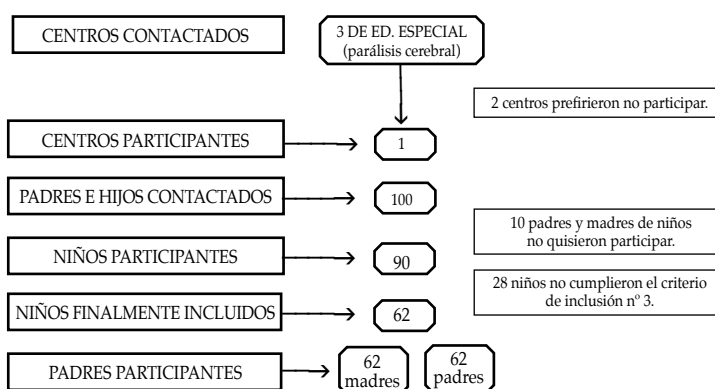 CENTROS CONTACTADOS
3 DE ED. ESPECIAL
(parálisis cerebral)
2 centros prefirieron no participar.
CENTROS PARTICIPANTES
1
PADRES E HIJOS CONTACTADOS
100
10 padres y madres de niños
no quisieron participar.
NIÑOS PARTICIPANTES
90
28 niños no cumplieron el criterio
de inclusión nº 3.
NIÑOS FINALMENTE INCLUIDOS
62
PADRES PARTICIPANTES
62
madres
62
padres